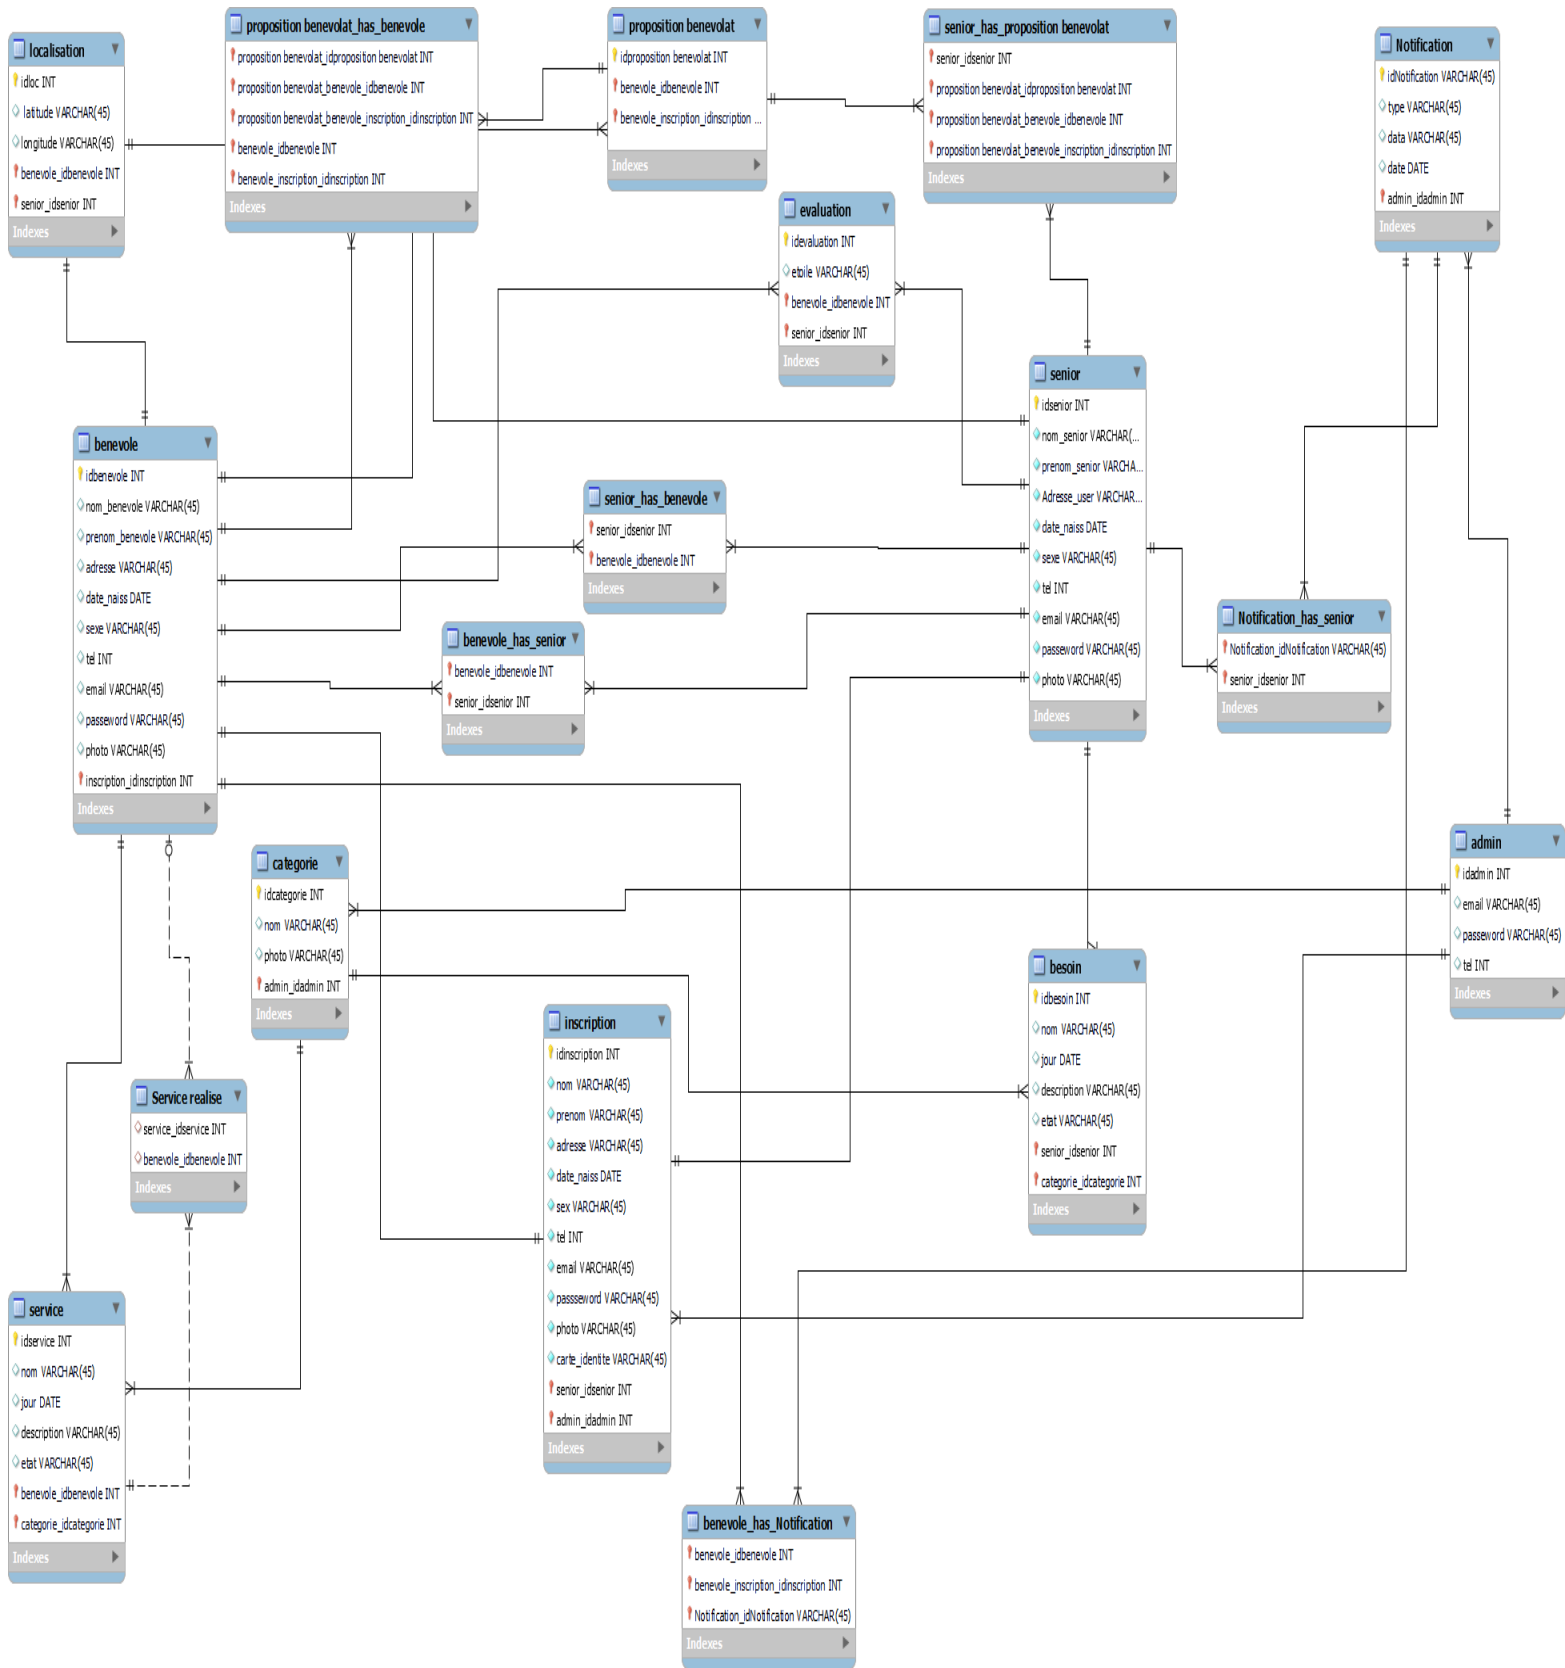 localisation
idloc INT
latitude VARCHAR(45)
longitude VARCHAR(45)
benevole_idbenevole INT
senior_idsenior INT
Indexes
proposition benevolat_has_benevole
proposition benevolat_idproposition benevolat INT
proposition benevolat_benevole_idbenevole INT
proposition benevolat_benevole_inscription_idinscription INT
benevole_idbenevole INT
benevole_inscription_idinscription INT
Indexes
proposition benevolat
idproposition benevolat INT
benevole_idbenevole INT
benevole_inscription_idinscription ...
Indexes
senior_has_proposition benevolat
senior_idsenior INT
proposition benevolat_idproposition benevolat INT
proposition benevolat_benevole_idbenevole INT
proposition benevolat_benevole_inscription_idinscription INT
Indexes
Notification
idNotification VARCHAR(45)
type VARCHAR(45)
data VARCHAR(45)
date DATE
admin_idadmin INT
Indexes
evaluation
idevaluation INT
etoile VARCHAR(45)
benevole_idbenevole INT
senior_idsenior INT
Indexes
senior
idsenior INT
nom_senior VARCHAR(...
prenom_senior VARCHA...
Adresse_user VARCHAR...
date_naiss DATE
sexe VARCHAR(45)
tel INT
email VARCHAR(45)
passeword VARCHAR(45)
photo VARCHAR(45)
Indexes
benevole
idbenevole INT
nom_benevole VARCHAR(45)
prenom_benevole VARCHAR(45)
adresse VARCHAR(45)
date_naiss DATE
sexe VARCHAR(45)
tel INT
email VARCHAR(45)
passeword VARCHAR(45)
photo VARCHAR(45)
inscription_idinscription INT
Indexes
senior_has_benevole
senior_idsenior INT
benevole_idbenevole INT
Indexes
benevole_has_senior
benevole_idbenevole INT
senior_idsenior INT
Indexes
Notification_has_senior
Notification_idNotification VARCHAR(45)
senior_idsenior INT
Indexes
categorie
idcategorie INT
nom VARCHAR(45)
photo VARCHAR(45)
admin_idadmin INT
Indexes
admin
idadmin INT
email VARCHAR(45)
passeword VARCHAR(45)
tel INT
Indexes
besoin
idbesoin INT
nom VARCHAR(45)
jour DATE
description VARCHAR(45)
etat VARCHAR(45)
senior_idsenior INT
categorie_idcategorie INT
Indexes
inscription
idinscription INT
nom VARCHAR(45)
prenom VARCHAR(45)
adresse VARCHAR(45)
date_naiss DATE
sex VARCHAR(45)
tel INT
email VARCHAR(45)
passseword VARCHAR(45)
photo VARCHAR(45)
carte_identite VARCHAR(45)
senior_idsenior INT
admin_idadmin INT
Indexes
Service realise
service_idservice INT
benevole_idbenevole INT
Indexes
service
idservice INT
nom VARCHAR(45)
jour DATE
description VARCHAR(45)
etat VARCHAR(45)
benevole_idbenevole INT
categorie_idcategorie INT
Indexes
benevole_has_Notification
benevole_idbenevole INT
benevole_inscription_idinscription INT
Notification_idNotification VARCHAR(45)
Indexes